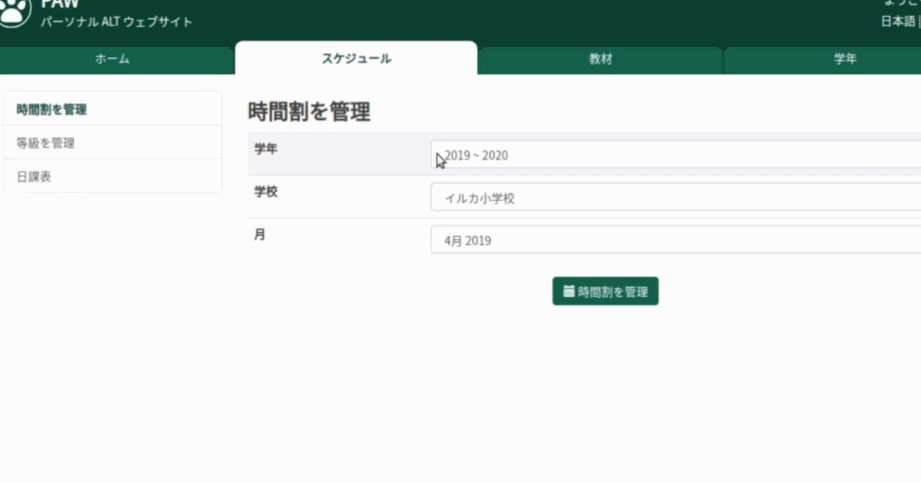 PAW
パーソナル ALT ウェブサイト
ようこ
日本語 |
ホーム
スケジュール
教材
学年
時間割を管理
等級を管理
日課表
時間割を管理
学年
2019 ~ 2020
学校
イルカ小学校
月
4月 2019
時間割を管理